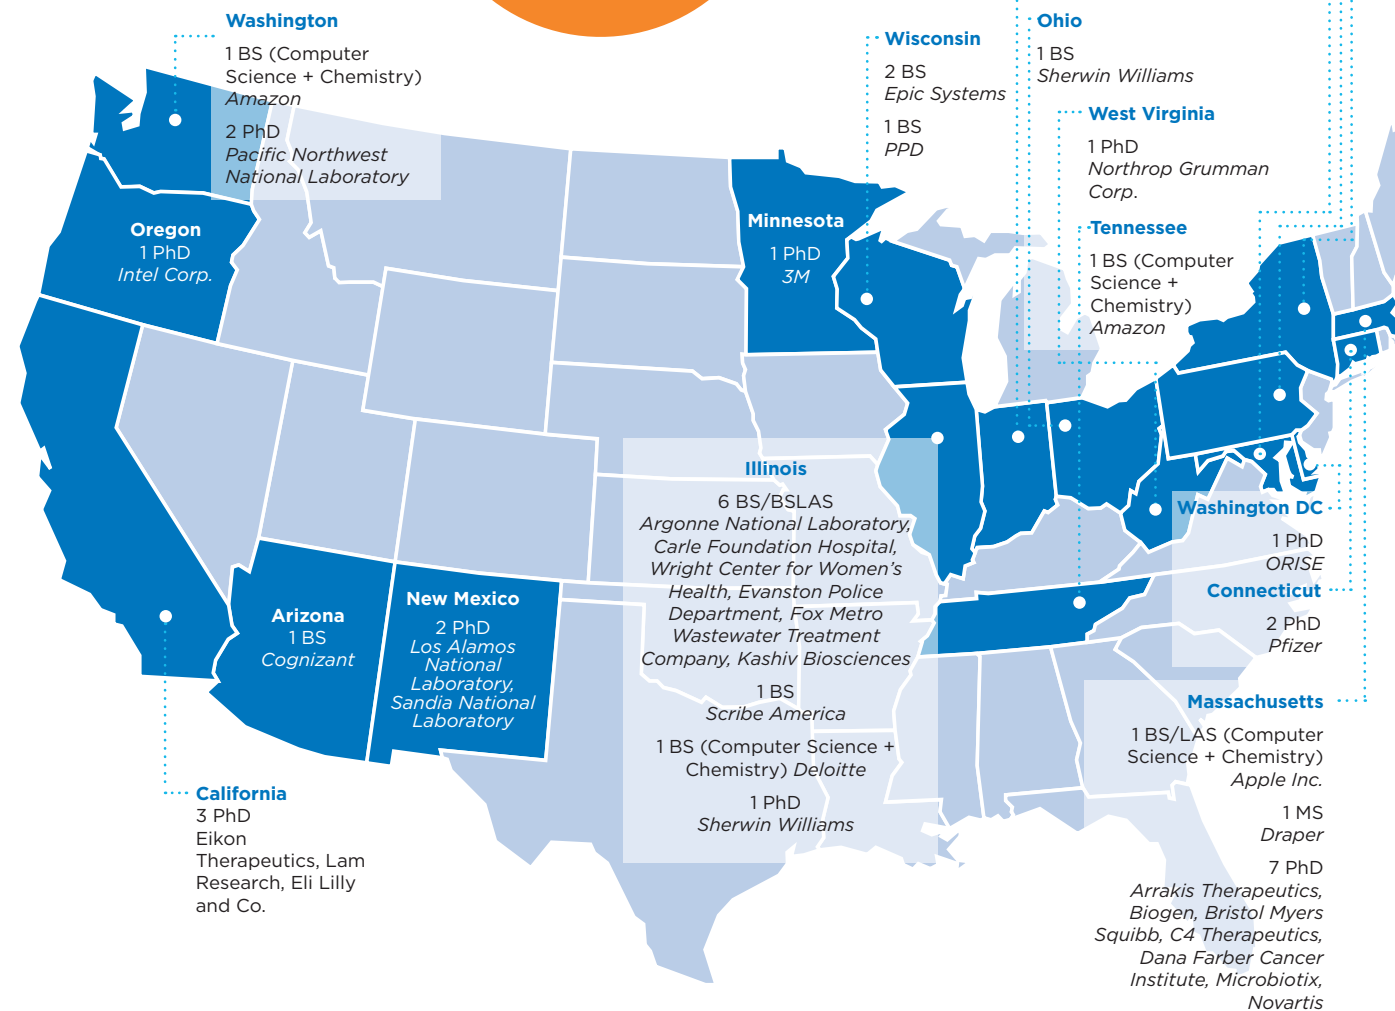 Washington
1 BS (Computer
Science + Chemistry)
Amazon
2 PhD
Pacific Northwest
National Laboratory
Oregon
1 PhD
Intel Corp.
Minnesota
1 PhD
3M
Wisconsin
2 BS
Epic Systems
1 BS
PPD
Ohio
1 BS
Sherwin Williams
West Virginia
1 PhD
Northrop Grumman
Corp.
Tennessee
1 BS (Computer
Science +
Chemistry)
Amazon
Illinois
6 BS/BSLAS
Argonne National Laboratory,
Carle Foundation Hospital,
Wright Center for Women's
Health, Evanston Police
Department, Fox Metro
Wastewater Treatment
Company, Kashiv Biosciences
1 BS
Scribe America
1 BS (Computer Science +
Chemistry) Deloitte
1 PhD
Sherwin Williams
Washington DC
1 PhD
ORISE
Connecticut
2 PhD
Pfizer
Arizona
1 BS
Cognizant
New Mexico
2 PhD
Los Alamos
National
Laboratory,
Sandia National
Laboratory
Massachusetts
1 BS/LAS (Computer
Science + Chemistry)
Apple Inc.
1 MS
Draper
7 PhD
Arrakis Therapeutics,
Biogen, Bristol Myers
Squibb, C4 Therapeutics,
Dana Farber Cancer
Institute, Microbiotix,
Novartis
California
3 PhD
Eikon
Therapeutics, Lam
Research, Eli Lilly
and Co.